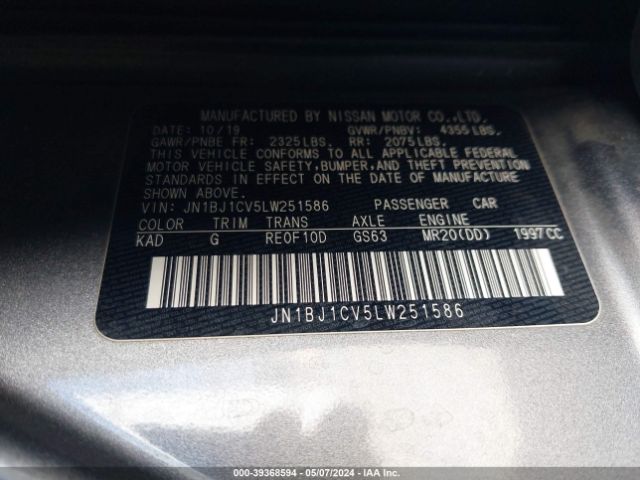 MANUFACTURED BY NISSAN MOTOR CO.,LTD.
DATE: 10/19 GVWR/PNBV: 4355LBS.
GAWR/PNBE FR: 2325LBS. RR: 2075LBS.
THIS VEHICLE CONFORMS TO ALL APPLICABLE FEDERAL
MOTOR VEHICLE SAFETY,BUMPER,AND THEFT PREVENTION
STANDARDS IN EFFECT ON THE DATE OF MANUFACTURE
SHOWN ABOVE.
VIN: JN1BJ1CV5LW251586 PASSENGER CAR
COLOR TRIM TRANS AXLE ENGINE
KAD G RE0F10D GS63 MR20(DD) 1997CC
JN1BJ1CV5LW251586
000-39368594 - 05/07/2024 - IAA Inc.